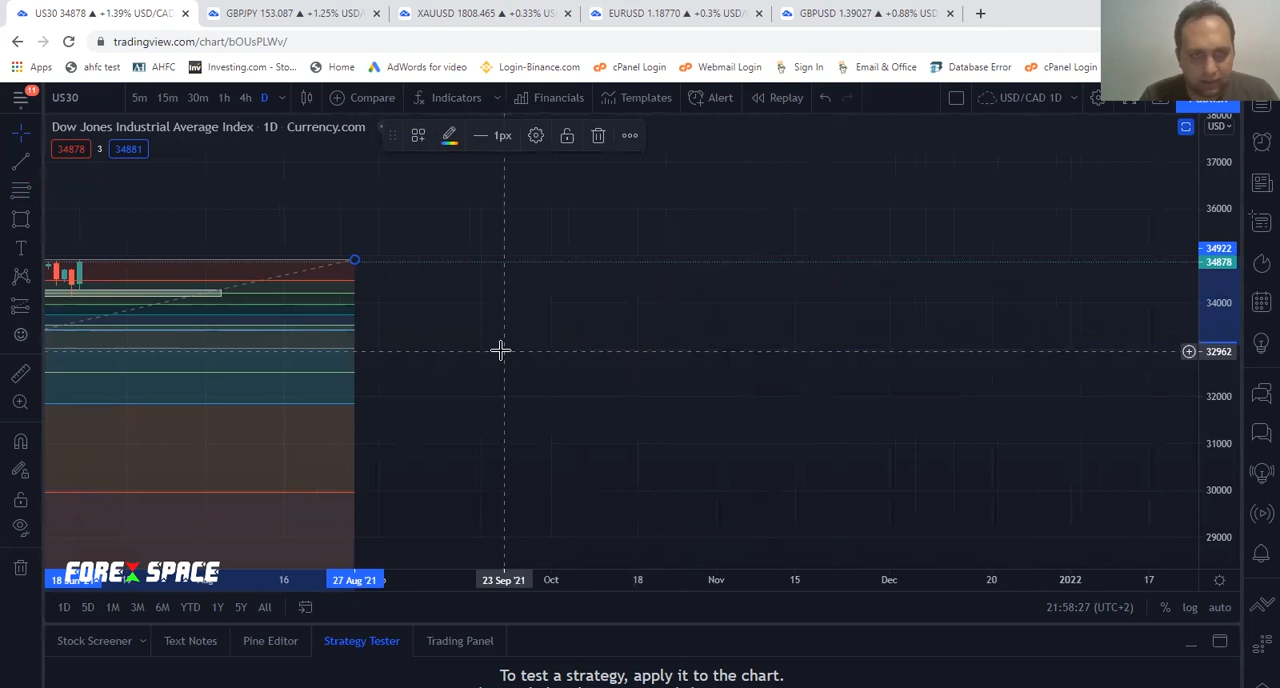 US30 34878 ▲ +1.39% USD/CAD
GBPJPY 153.087 ▲ +1.25% USD/
XAUUSD 1808.465 ▲ +0.33% US
EURUSD 1.18770 ▲ +0.3% USD/
GBPUSD 1.39027 ▲ +0.88% USD/
tradingview.com/chart/bOUsPLWv/
Apps ahfc test AHFC Investing.com - Sto... Home AdWords for video Login-Binance.com cPanel Login Webmail Login Sign In Email & Office Database Error cPanel Login
11
US30 5m 15m 30m 1h 4h D Compare Indicators Financials Templates Alert Replay USD/CAD 1D Publish
Dow Jones Industrial Average Index · 1D · Currency.com
1px
34878 3 34881
38000
USD
37000
36000
34922
34878
34000
32962
32000
31000
30000
29000
FOREX SPACE
16 27 Aug '21 23 Sep '21 Oct 18 Nov 15 Dec 20 2022 17
1D 5D 1M 3M 6M YTD 1Y 5Y All 21:58:27 (UTC+2) % log auto
Stock Screener Text Notes Pine Editor Strategy Tester Trading Panel
To test a strategy, apply it to the chart.